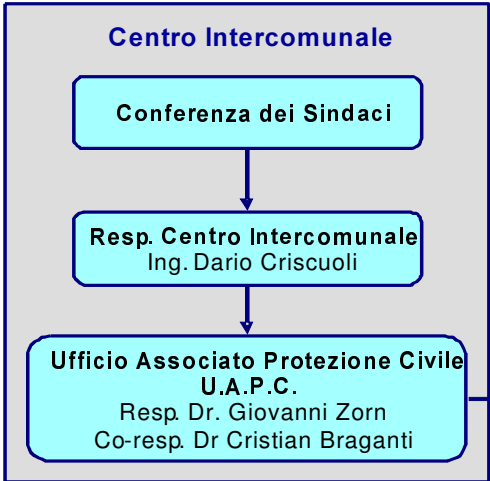 Centro Intercomunale
Conferenza dei Sindaci
Resp. Centro Intercomunale
Ing. Dario Criscuoli
Ufficio Associato Protezione Civile
U.A.P.C.
Resp. Dr. Giovanni Zorn
Co-resp. Dr Cristian Braganti